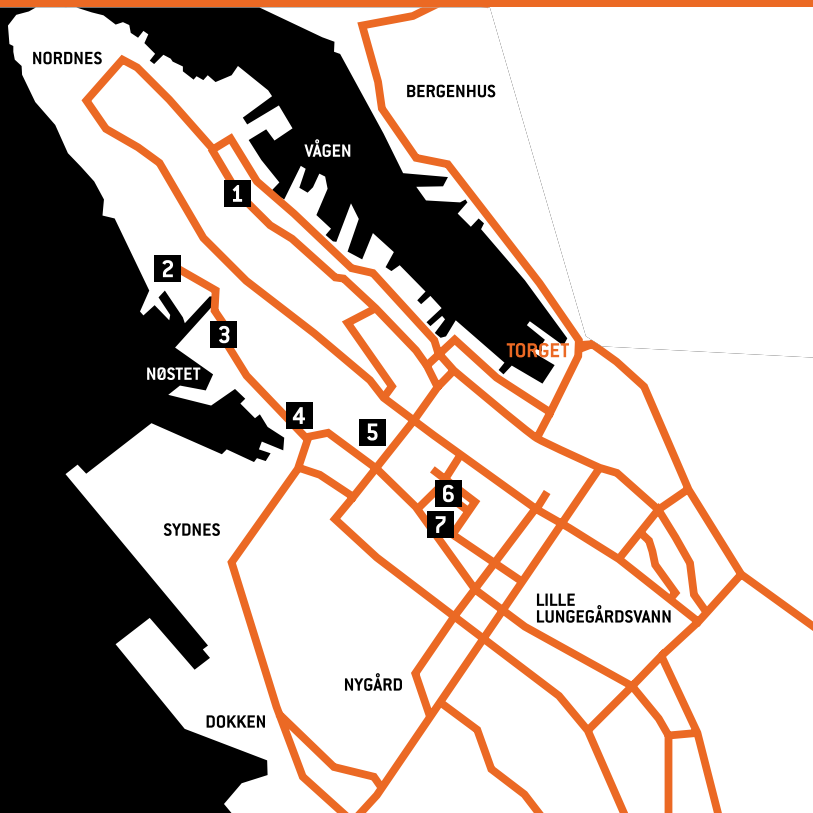 NORDNES
BERGENHUS
VÅGEN
1
2
3
TORGET
NØSTET
4
5
6
7
SYDNES
LILLE
LUNGEGÅRDSVANN
NYGÅRD
DOKKEN